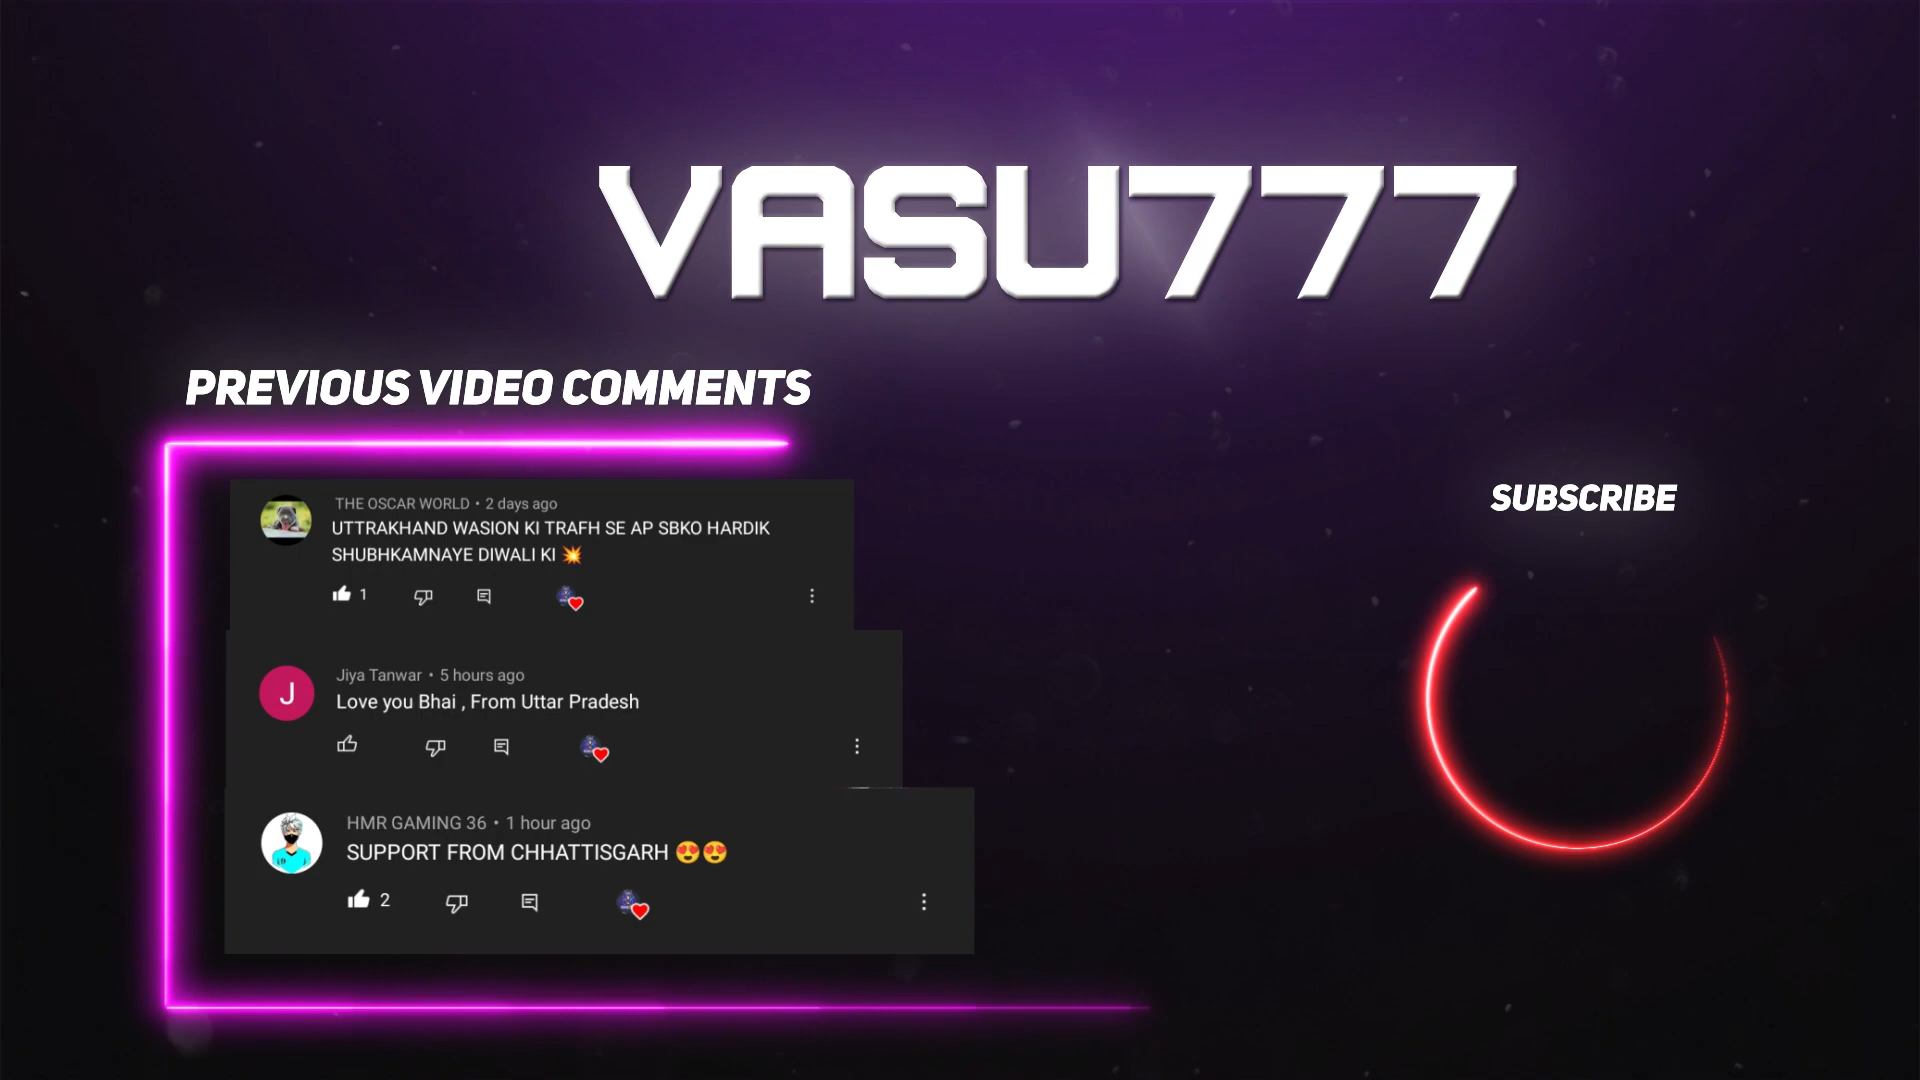 VASU777
PREVIOUS VIDEO COMMENTS
THE OSCAR WORLD • 2 days ago
UTTRAKHAND WASION KI TRAFH SE AP SBKO HARDIK
SHUBHKAMNAYE DIWALI KI 💥
1
SUBSCRIBE
J
Jiya Tanwar • 5 hours ago
Love you Bhai , From Uttar Pradesh
HMR GAMING 36 • 1 hour ago
SUPPORT FROM CHHATTISGARH 😍😍
2